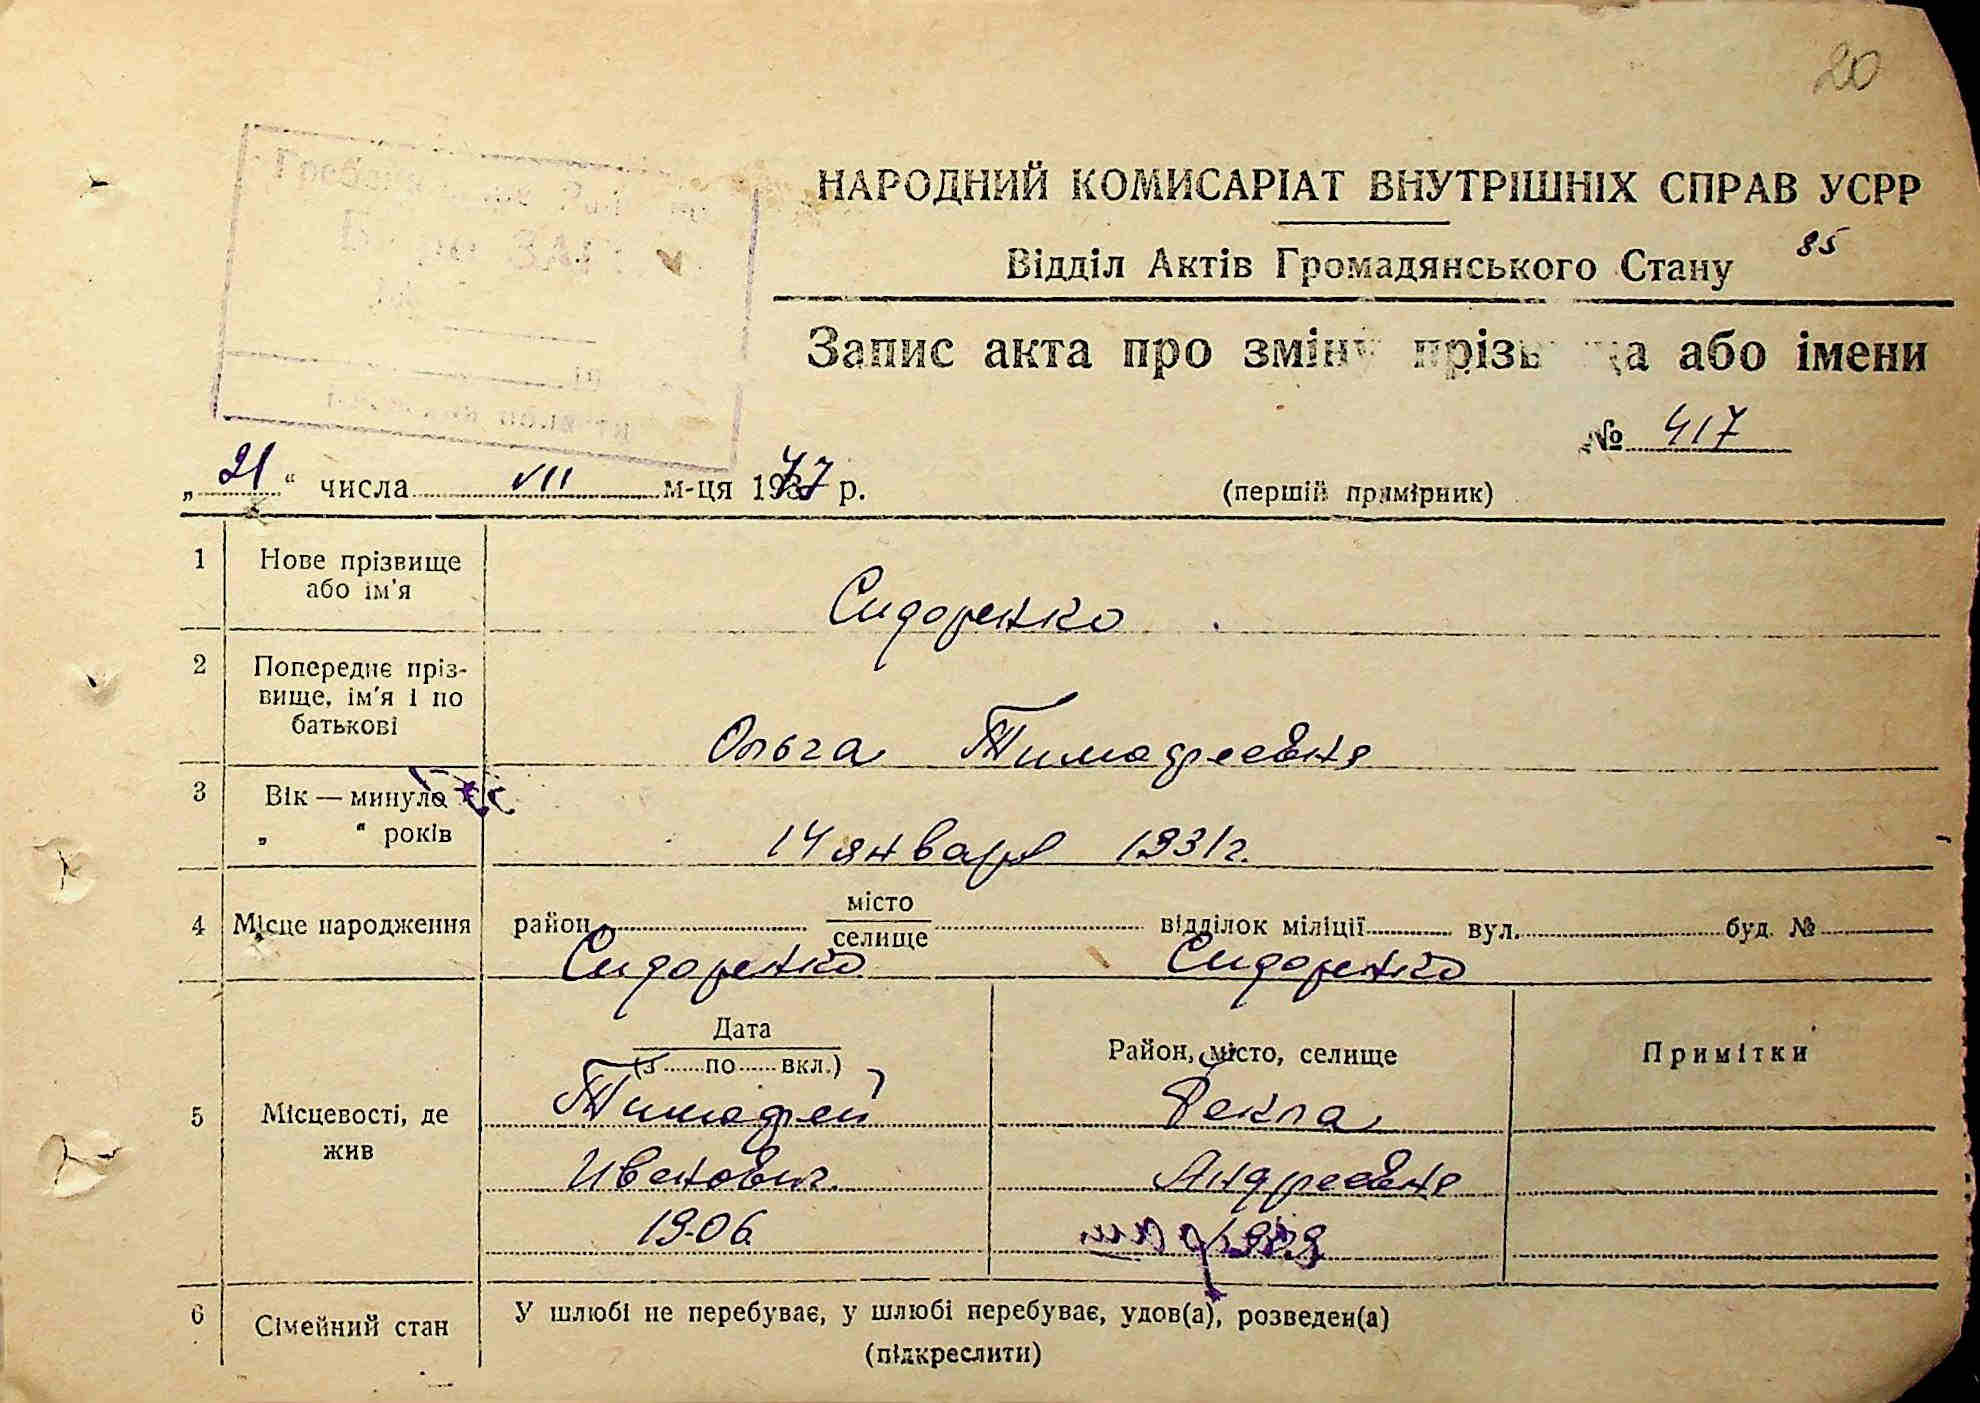 20
НАРОДНИЙ КОМИСАРІАТ ВНУТРІШНІХ СПРАВ УСРР
Відділ Актів Громадянського Стану 85
Запис акта про зміну прізвища або імени
№ 417
„21“ числа VII м-ця 1947 р. (перший примірник)
1 Нове прізвище або ім'я
Сидоренко
2 Попереднє пріз-
вище, ім'я і по
батькові
Ольга Тимофеевна
3 Вік — минуло
„ “ років
14 января 1931 г.
4 Місце народження район місто селище відділок міліції вул. буд. №
Сидоренко Сидоренко
5 Місцевості, де жив
Дата Район, місто, селище Примітки
(з ...... по ...... вкл.)
Тимофей Фекла
Иванович Андреевна
1906
6 Сімейний стан У шлюбі не перебуває, у шлюбі перебуває, удов(а), розведен(а)
(підкреслити)